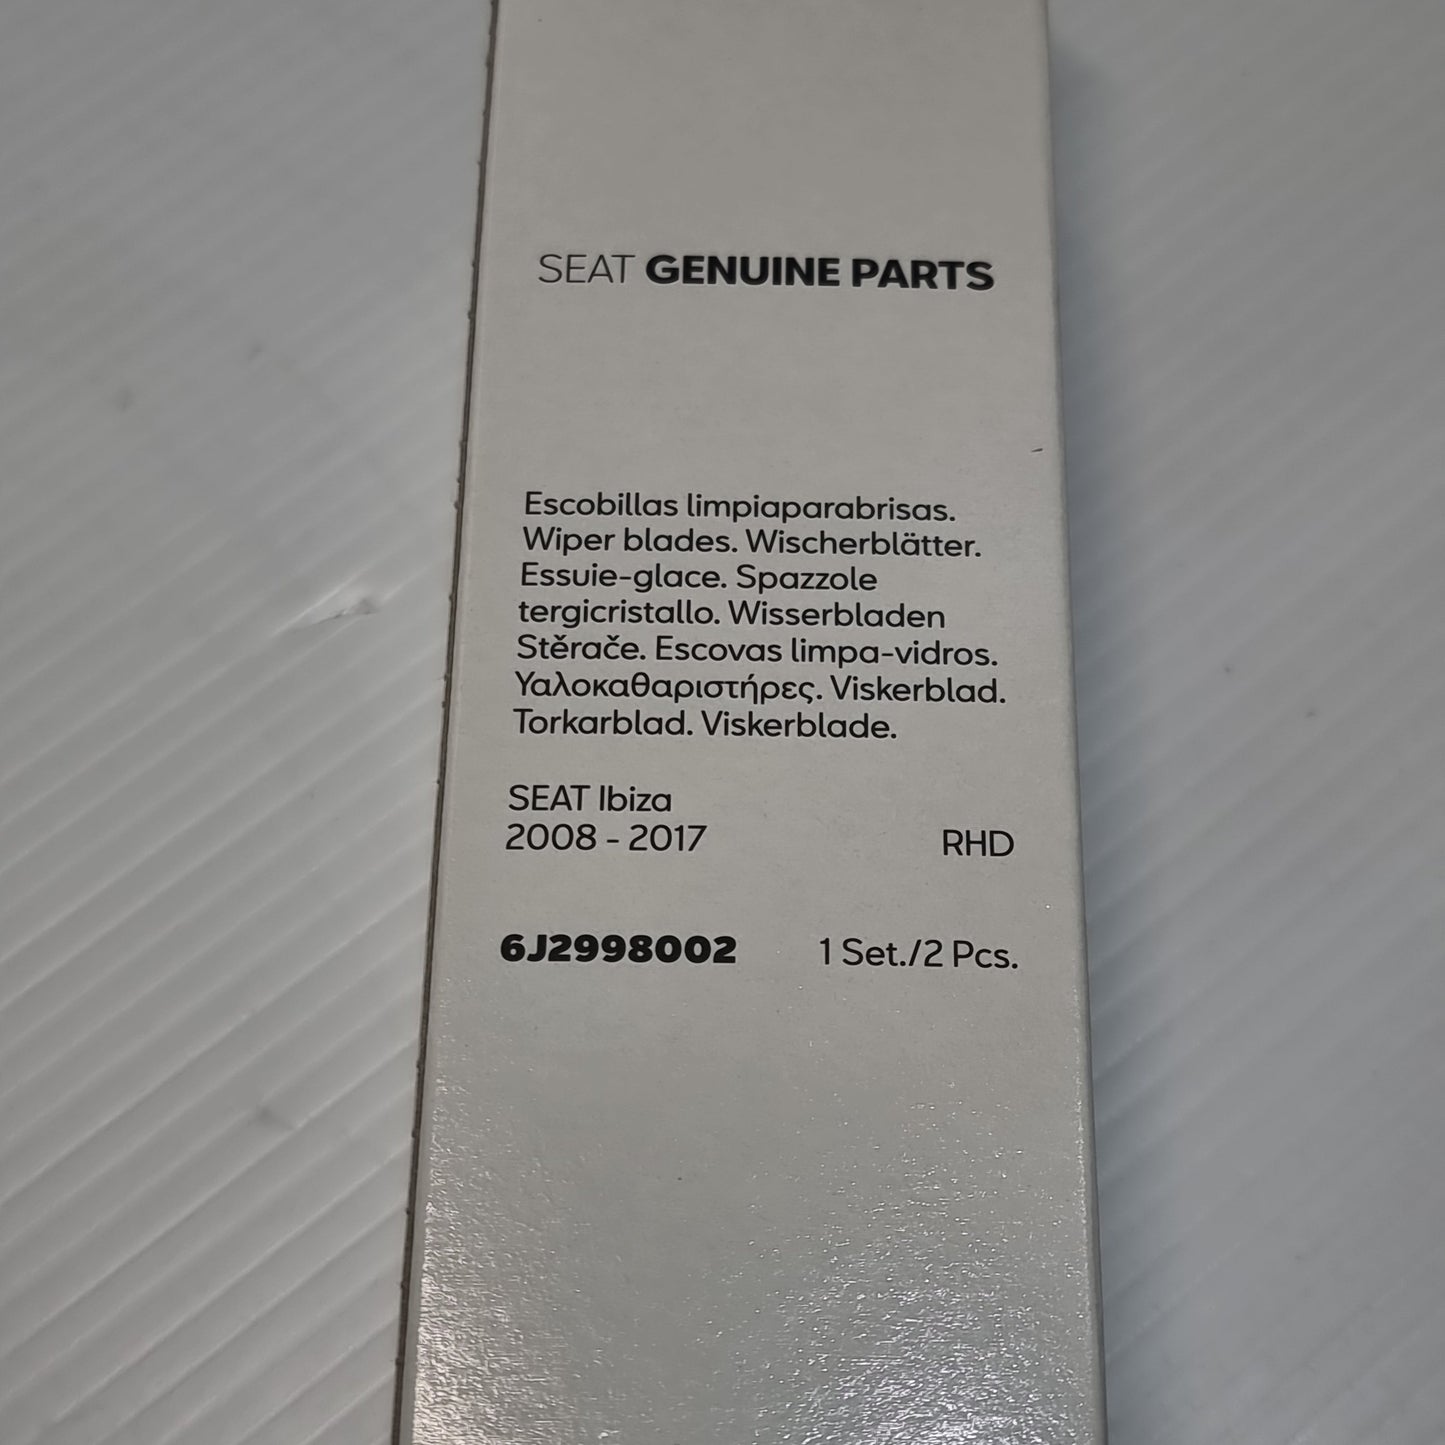 SEAT GENUINE PARTS
Escobillas limpiaparabrisas.
Wiper blades. Wischerblätter.
Essuie-glace. Spazzole
tergicristallo. Wisserbladen
Stěrače. Escovas limpa-vidros.
Υαλοκαθαριστήρες. Viskerblad.
Torkarblad. Viskerblade.
SEAT Ibiza
2008 - 2017 RHD
6J2998002 1 Set./2 Pcs.